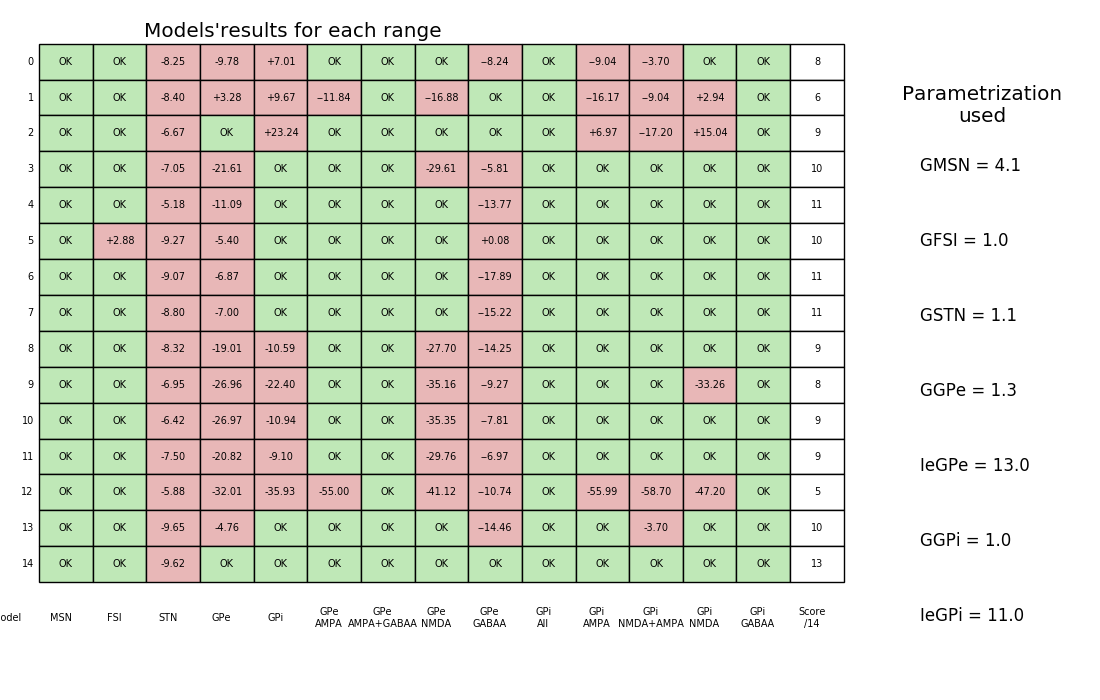 Models'results for each range
0 OK OK -8.25 -9.78 +7.01 OK OK OK --8.24 OK --9.04 --3.70 OK OK 8
1 OK OK -8.40 +3.28 +9.67 --11.84 OK --16.88 OK OK --16.17 --9.04 +2.94 OK 6
2 OK OK -6.67 OK +23.24 OK OK OK OK OK +6.97 --17.20 +15.04 OK 9
3 OK OK -7.05 -21.61 OK OK OK -29.61 --5.81 OK OK OK OK OK 10
4 OK OK -5.18 -11.09 OK OK OK OK --13.77 OK OK OK OK OK 11
5 OK +2.88 -9.27 -5.40 OK OK OK OK +0.08 OK OK OK OK OK 10
6 OK OK -9.07 -6.87 OK OK OK OK --17.89 OK OK OK OK OK 11
7 OK OK -8.80 -7.00 OK OK OK OK --15.22 OK OK OK OK OK 11
8 OK OK -8.32 -19.01 -10.59 OK OK -27.70 --14.25 OK OK OK OK OK 9
9 OK OK -6.95 -26.96 -22.40 OK OK -35.16 --9.27 OK OK OK -33.26 OK 8
10 OK OK -6.42 -26.97 -10.94 OK OK -35.35 --7.81 OK OK OK OK OK 9
11 OK OK -7.50 -20.82 -9.10 OK OK -29.76 --6.97 OK OK OK OK OK 9
12 OK OK -5.88 -32.01 -35.93 -55.00 OK -41.12 --10.74 OK -55.99 -58.70 -47.20 OK 5
13 OK OK -9.65 -4.76 OK OK OK OK --14.46 OK OK -3.70 OK OK 10
14 OK OK -9.62 OK OK OK OK OK OK OK OK OK OK OK 13
odel MSN FSI STN GPe GPi GPe AMPA GPe AMPA+GABAA GPe NMDA GPe GABAA GPi All GPi AMPA GPi NMDA+AMPA GPi NMDA GPi GABAA Score /14
Parametrization
used
GMSN = 4.1
GFSI = 1.0
GSTN = 1.1
GGPe = 1.3
IeGPe = 13.0
GGPi = 1.0
IeGPi = 11.0